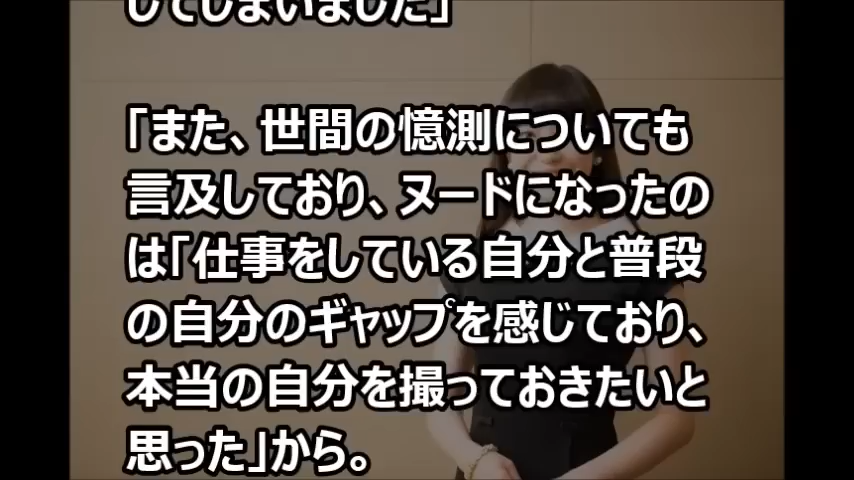 してしまいました」
「また、世間の憶測についても
言及しており、ヌードになったの
は「仕事をしている自分と普段
の自分のギャップを感じており、
本当の自分を撮っておきたいと
思った」から。